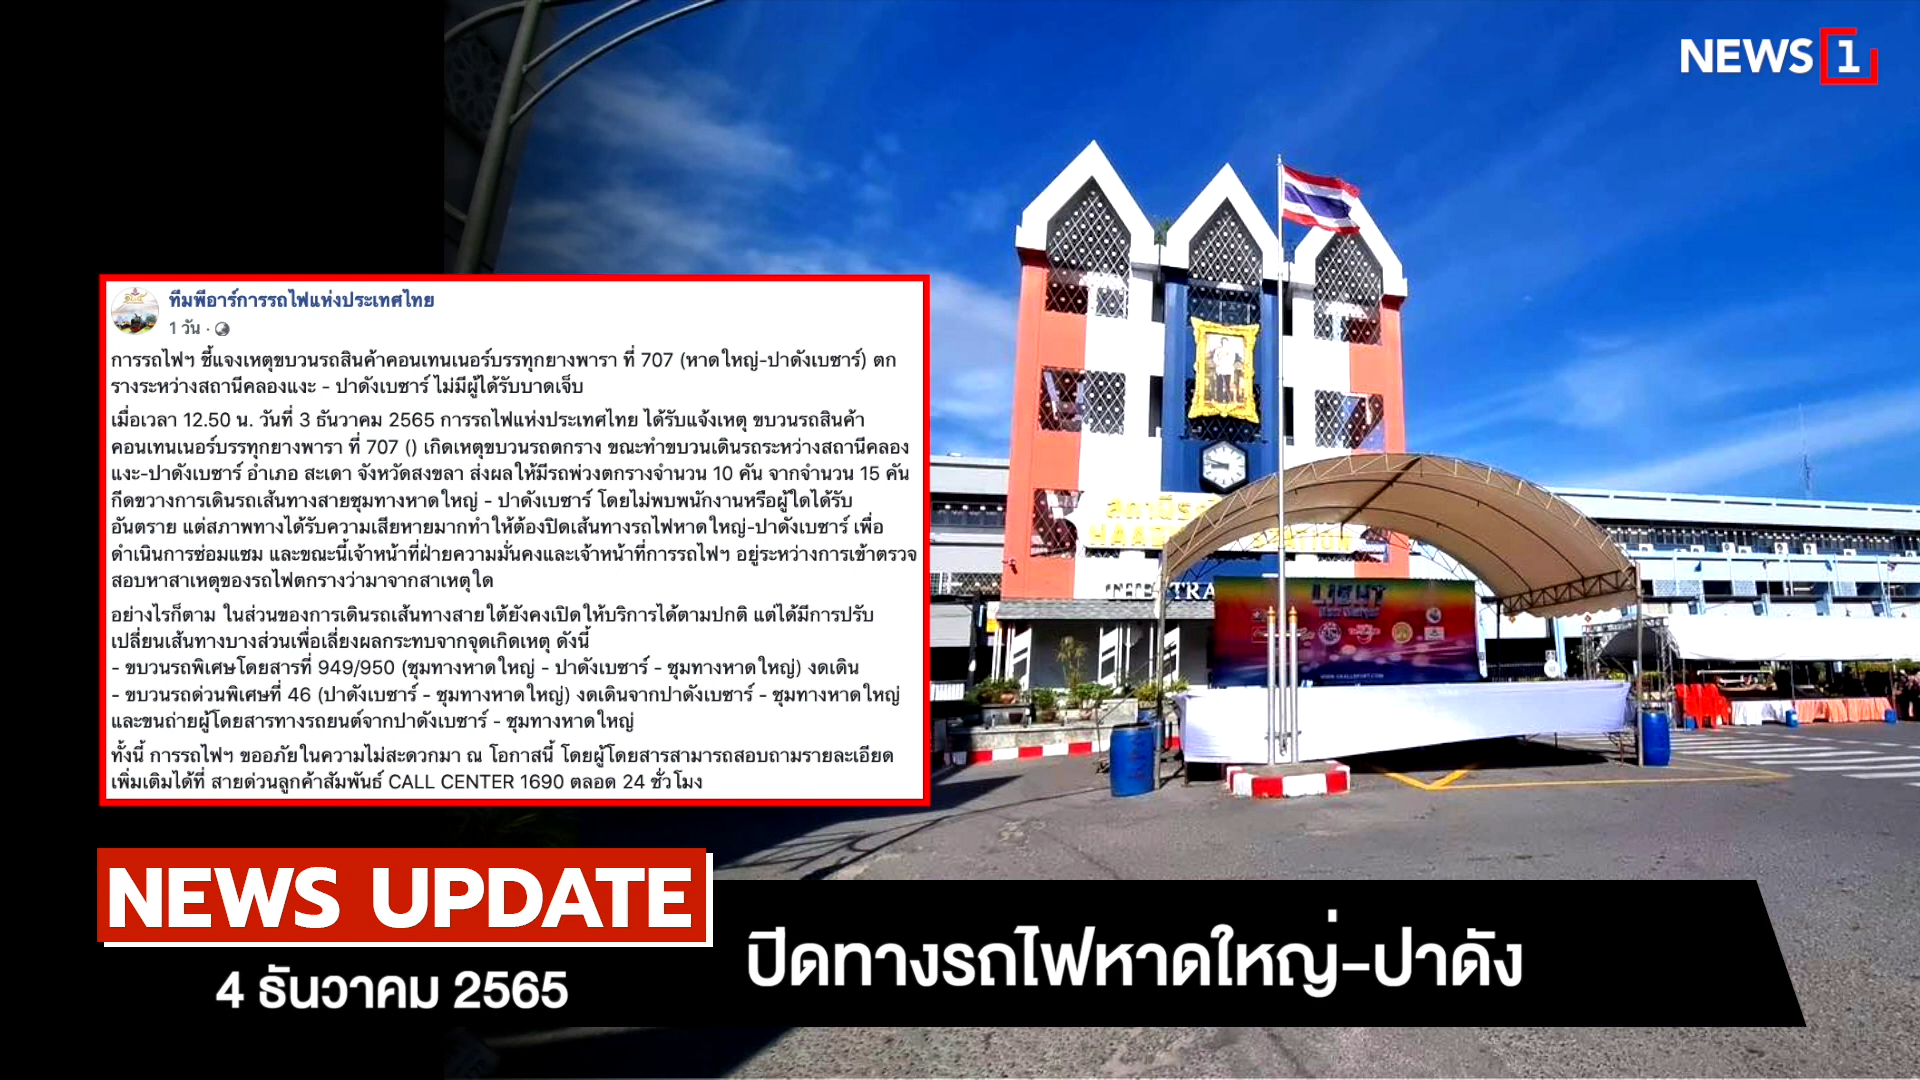 NEWS 1
ทีมพีอาร์การรถไฟแห่งประเทศไทย
1 วัน ·
การรถไฟฯ ชี้แจงเหตุขบวนรถสินค้าคอนเทนเนอร์บรรทุกยางพารา ที่ 707 (หาดใหญ่-ปาดังเบซาร์) ตก
รางระหว่างสถานีคลองแงะ - ปาดังเบซาร์ ไม่มีผู้ได้รับบาดเจ็บ
เมื่อเวลา 12.50 น. วันที่ 3 ธันวาคม 2565 การรถไฟแห่งประเทศไทย ได้รับแจ้งเหตุ ขบวนรถสินค้า
คอนเทนเนอร์บรรทุกยางพารา ที่ 707 () เกิดเหตุขบวนรถตกราง ขณะทำขบวนเดินรถระหว่างสถานีคลอง
แงะ-ปาดังเบซาร์ อำเภอ สะเดา จังหวัดสงขลา ส่งผลให้มีรถพ่วงตกรางจำนวน 10 คัน จากจำนวน 15 คัน
กีดขวางการเดินรถเส้นทางสายชุมทางหาดใหญ่ - ปาดังเบซาร์ โดยไม่พบพนักงานหรือผู้ใดได้รับ
อันตราย แต่สภาพทางได้รับความเสียหายมากทำให้ต้องปิดเส้นทางรถไฟหาดใหญ่-ปาดังเบซาร์ เพื่อ
ดำเนินการซ่อมแซม และขณะนี้เจ้าหน้าที่ฝ่ายความมั่นคงและเจ้าหน้าที่การรถไฟฯ อยู่ระหว่างการเข้าตรวจ
สอบหาสาเหตุของรถไฟตกรางว่ามาจากสาเหตุใด
อย่างไรก็ตาม ในส่วนของการเดินรถเส้นทางสายใต้ยังคงเปิดให้บริการได้ตามปกติ แต่ได้มีการปรับ
เปลี่ยนเส้นทางบางส่วนเพื่อเลี่ยงผลกระทบจากจุดเกิดเหตุ ดังนี้
- ขบวนรถพิเศษโดยสารที่ 949/950 (ชุมทางหาดใหญ่ - ปาดังเบซาร์ - ชุมทางหาดใหญ่) งดเดิน
- ขบวนรถด่วนพิเศษที่ 46 (ปาดังเบซาร์ - ชุมทางหาดใหญ่) งดเดินจากปาดังเบซาร์ - ชุมทางหาดใหญ่
และขนถ่ายผู้โดยสารทางรถยนต์จากปาดังเบซาร์ - ชุมทางหาดใหญ่
ทั้งนี้ การรถไฟฯ ขออภัยในความไม่สะดวกมา ณ โอกาสนี้ โดยผู้โดยสารสามารถสอบถามรายละเอียด
เพิ่มเติมได้ที่ สายด่วนลูกค้าสัมพันธ์ CALL CENTER 1690 ตลอด 24 ชั่วโมง
สถานีร
HAAD
STATION
THE TRA
NEWS UPDATE
4 ธันวาคม 2565
ปิดทางรถไฟหาดใหญ่-ปาดัง